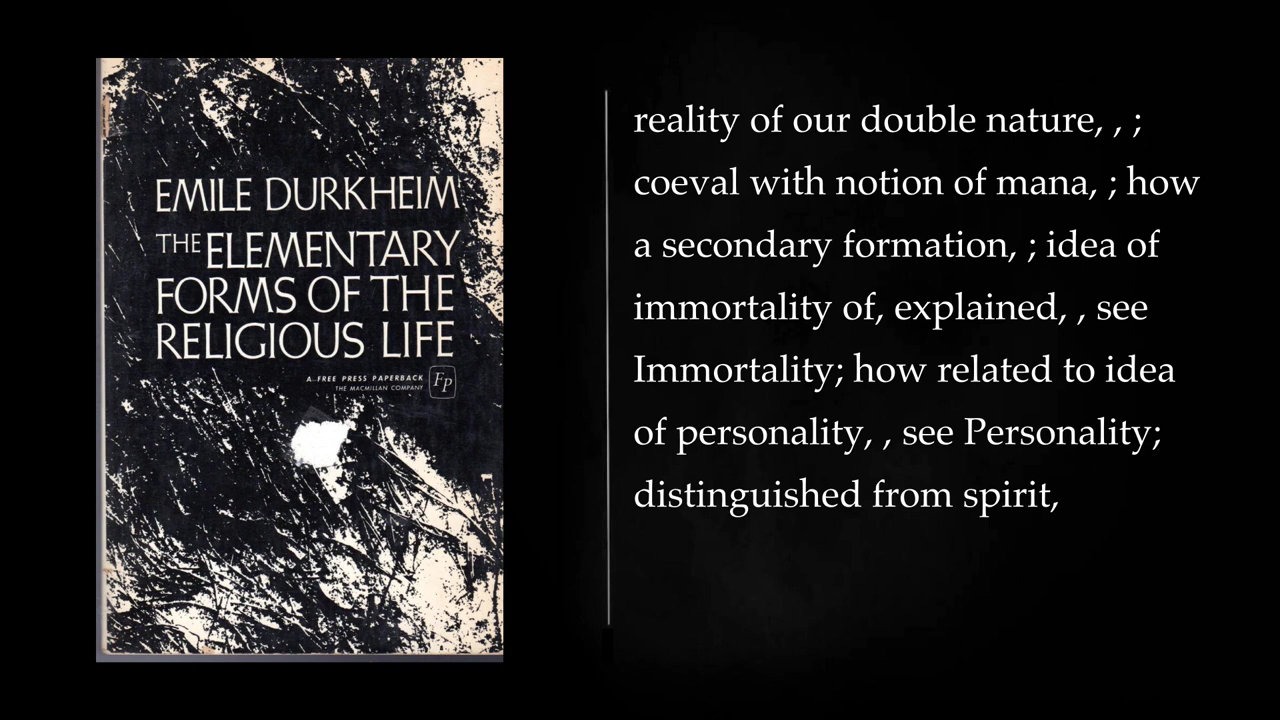 EMILE DURKHEIM
THE ELEMENTARY
FORMS OF THE
RELIGIOUS LIFE
A FREE PRESS PAPERBACK
THE MACMILLAN COMPANY
Fp
reality of our double nature, , ;
coeval with notion of mana, ; how
a secondary formation, ; idea of
immortality of, explained, , see
Immortality; how related to idea
of personality, , see Personality;
distinguished from spirit,